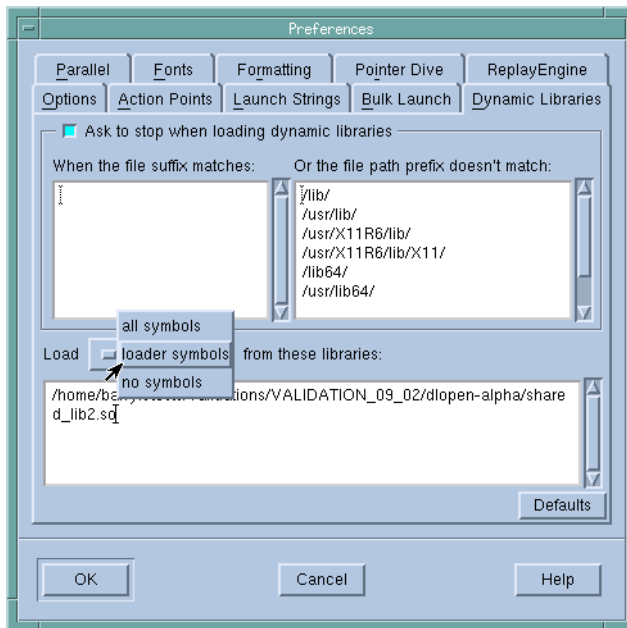 Preferences
Parallel
Fonts
Formatting
Pointer Dive
ReplayEngine
Options
Action Points
Launch Strings
Bulk Launch
Dynamic Libraries
Ask to stop when loading dynamic libraries
When the file suffix matches:
Or the file path prefix doesn't match:
/lib/
/usr/lib/
/usr/X11R6/lib/
/usr/X11R6/lib/X11/
/lib64/
/usr/lib64/
all symbols
Load
loader symbols
from these libraries:
no symbols
/VALIDATION_09_02/dlopen-alpha/share
d_lib2.so
Defaults
OK
Cancel
Help